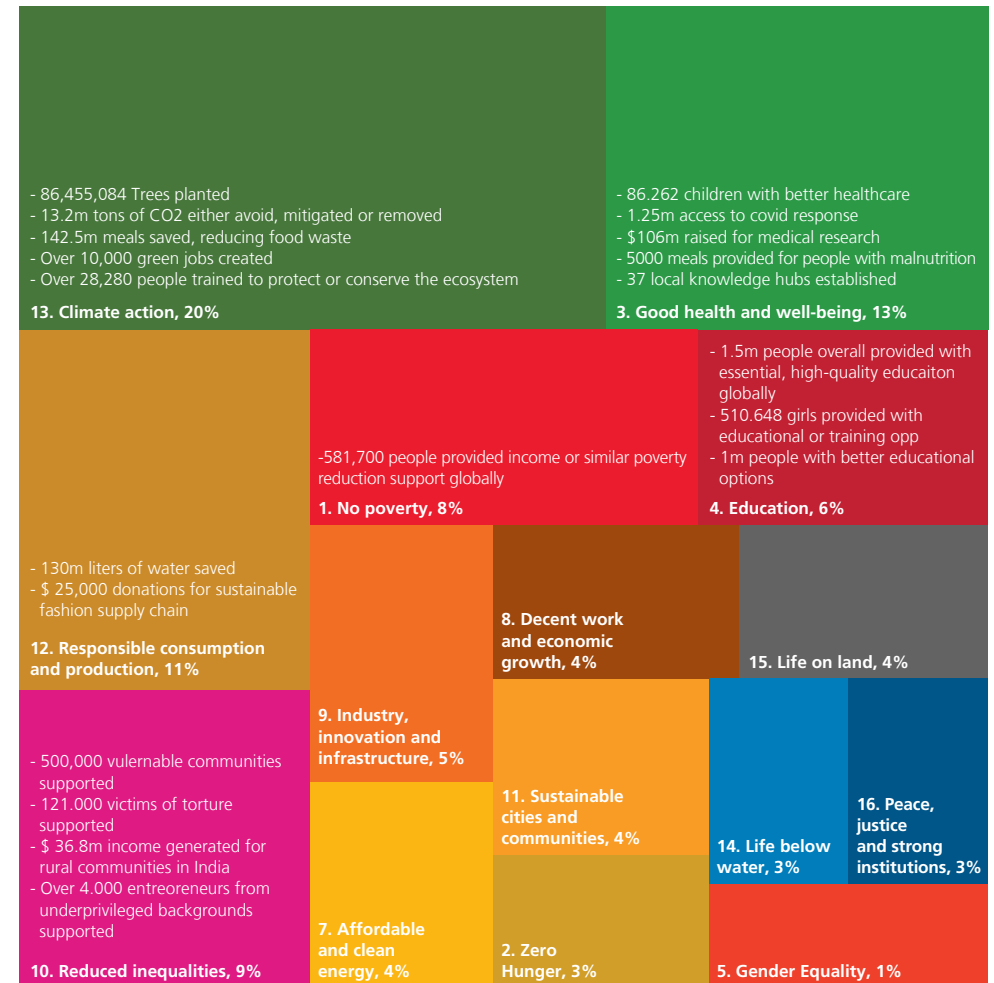 - 86,455,084 Trees planted
- 13.2m tons of CO2 either avoid, mitigated or removed
- 142.5m meals saved, reducing food waste
- Over 10,000 green jobs created
- Over 28,280 people trained to protect or conserve the ecosystem
13. Climate action, 20%
- 86.262 children with better healthcare
- 1.25m access to covid response
- $106m raised for medical research
- 5000 meals provided for people with malnutrition
- 37 local knowledge hubs established
3. Good health and well-being, 13%
- 130m liters of water saved
- $ 25,000 donations for sustainable
fashion supply chain
12. Responsible consumption
and production, 11%
-581,700 people provided income or similar poverty
reduction support globally
1. No poverty, 8%
- 1.5m people overall provided with
essential, high-quality educaiton
globally
- 510.648 girls provided with
educational or training opp
- 1m people with better educational
options
4. Education, 6%
9. Industry,
innovation and
infrastructure, 5%
8. Decent work
and economic
growth, 4%
15. Life on land, 4%
- 500,000 vulernable communities
supported
- 121.000 victims of torture
supported
- $ 36.8m income generated for
rural communities in India
- Over 4.000 entreoreneurs from
underprivileged backgrounds
supported
10. Reduced inequalities, 9%
7. Affordable
and clean
energy, 4%
11. Sustainable
cities and
communities, 4%
2. Zero
Hunger, 3%
14. Life below
water, 3%
16. Peace,
justice
and strong
institutions, 3%
5. Gender Equality, 1%